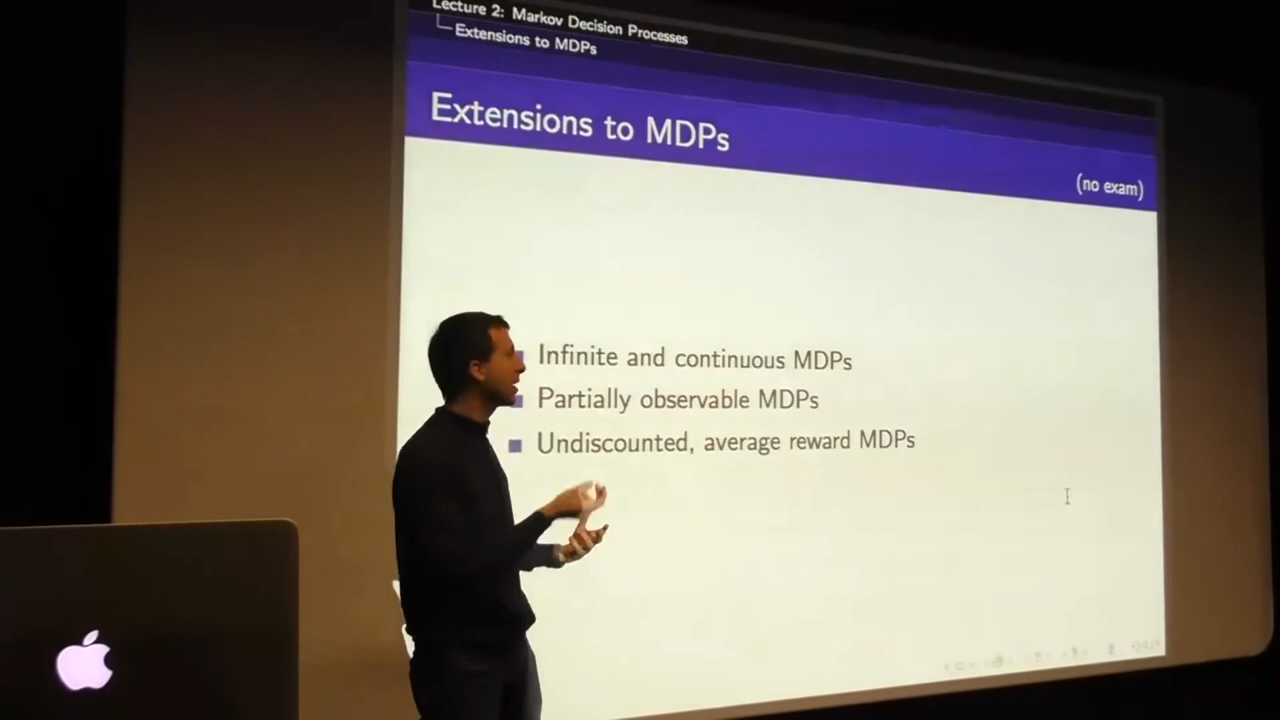 Lecture 2: Markov Decision Processes
Extensions to MDPs
Extensions to MDPs
(no exam)
Infinite and continuous MDPs
Partially observable MDPs
Undiscounted, average reward MDPs